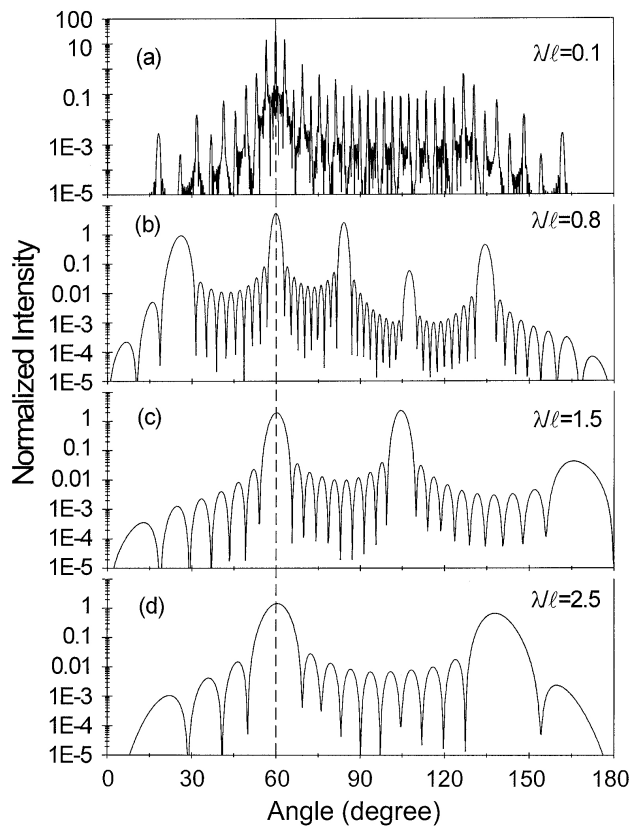 100
10
0.1
1E-3
1E-5
(a)
λ/ℓ=0.1
1
0.1
0.01
1E-3
1E-4
1E-5
(b)
λ/ℓ=0.8
1
0.1
0.01
1E-3
1E-4
1E-5
(c)
λ/ℓ=1.5
1
0.1
0.01
1E-3
1E-4
1E-5
(d)
λ/ℓ=2.5
Normalized Intensity
0 30 60 90 120 150 180
Angle (degree)